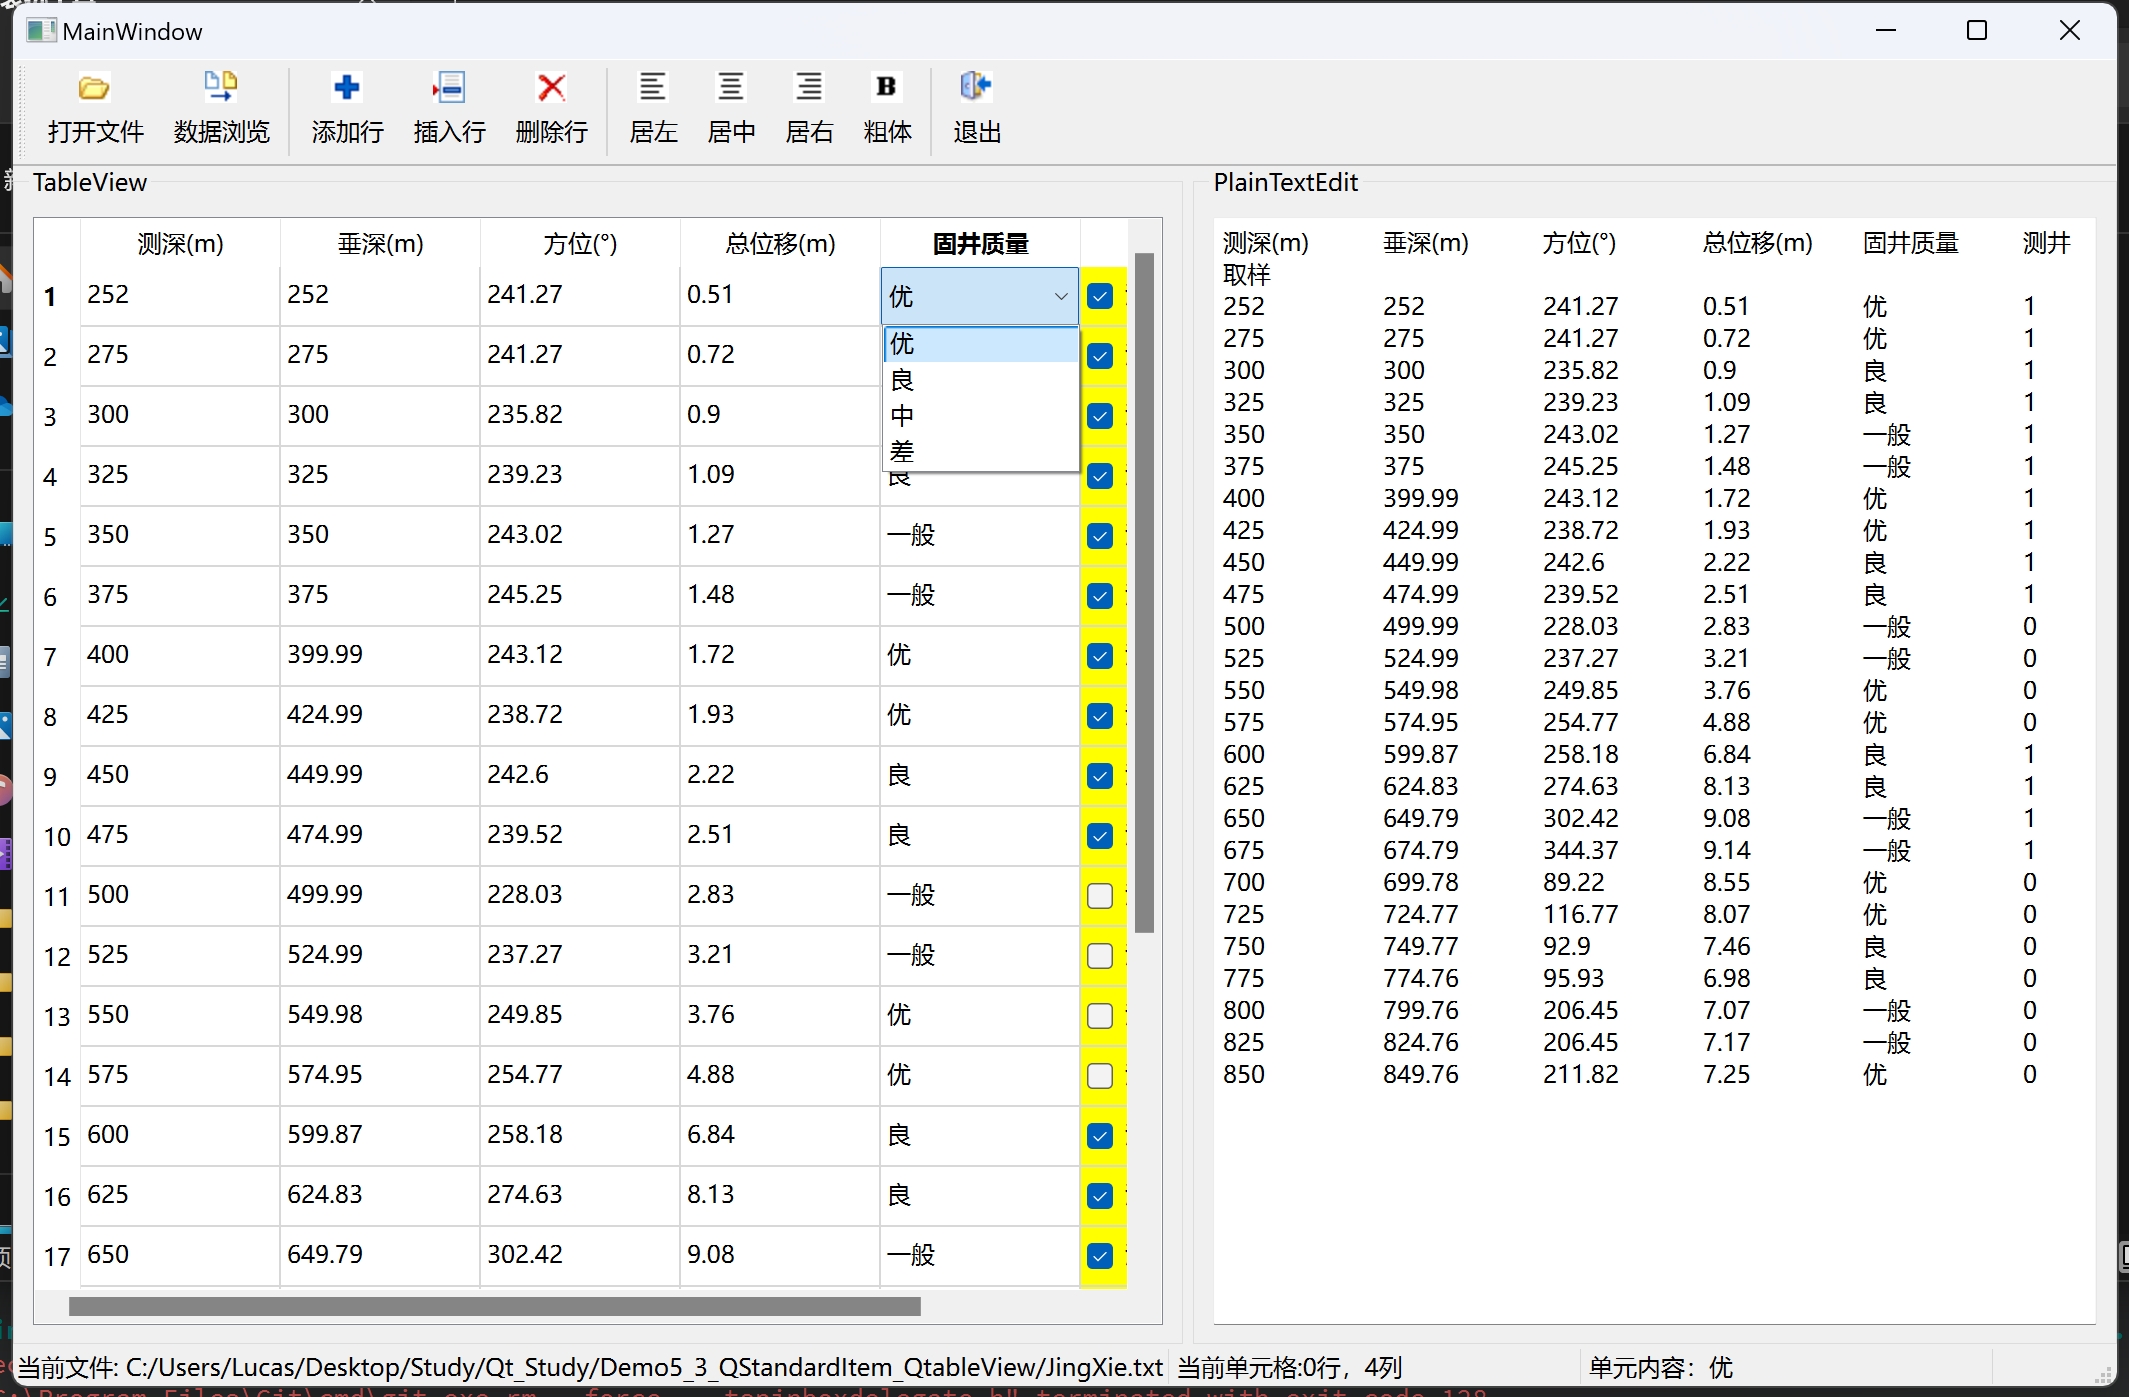 MainWindow
打开文件 数据浏览 添加行 插入行 删除行 居左 居中 居右 粗体 退出
TableView
测深(m) 垂深(m) 方位(°) 总位移(m) 固井质量
1 252 252 241.27 0.51 优
优
2 275 275 241.27 0.72
良
3 300 300 235.82 0.9
中
差
4 325 325 239.23 1.09 良
5 350 350 243.02 1.27 一般
6 375 375 245.25 1.48 一般
7 400 399.99 243.12 1.72 优
8 425 424.99 238.72 1.93 优
9 450 449.99 242.6 2.22 良
10 475 474.99 239.52 2.51 良
11 500 499.99 228.03 2.83 一般
12 525 524.99 237.27 3.21 一般
13 550 549.98 249.85 3.76 优
14 575 574.95 254.77 4.88 优
15 600 599.87 258.18 6.84 良
16 625 624.83 274.63 8.13 良
17 650 649.79 302.42 9.08 一般
PlainTextEdit
测深(m) 垂深(m) 方位(°) 总位移(m) 固井质量 测井
取样
252 252 241.27 0.51 优 1
275 275 241.27 0.72 优 1
300 300 235.82 0.9 良 1
325 325 239.23 1.09 良 1
350 350 243.02 1.27 一般 1
375 375 245.25 1.48 一般 1
400 399.99 243.12 1.72 优 1
425 424.99 238.72 1.93 优 1
450 449.99 242.6 2.22 良 1
475 474.99 239.52 2.51 良 1
500 499.99 228.03 2.83 一般 0
525 524.99 237.27 3.21 一般 0
550 549.98 249.85 3.76 优 0
575 574.95 254.77 4.88 优 0
600 599.87 258.18 6.84 良 1
625 624.83 274.63 8.13 良 1
650 649.79 302.42 9.08 一般 1
675 674.79 344.37 9.14 一般 1
700 699.78 89.22 8.55 优 0
725 724.77 116.77 8.07 优 0
750 749.77 92.9 7.46 良 0
775 774.76 95.93 6.98 良 0
800 799.76 206.45 7.07 一般 0
825 824.76 206.45 7.17 一般 0
850 849.76 211.82 7.25 优 0
当前文件: C:/Users/Lucas/Desktop/Study/Qt_Study/Demo5_3_QStandardItem_QtableView/JingXie.txt 当前单元格:0行，4列 单元内容：优